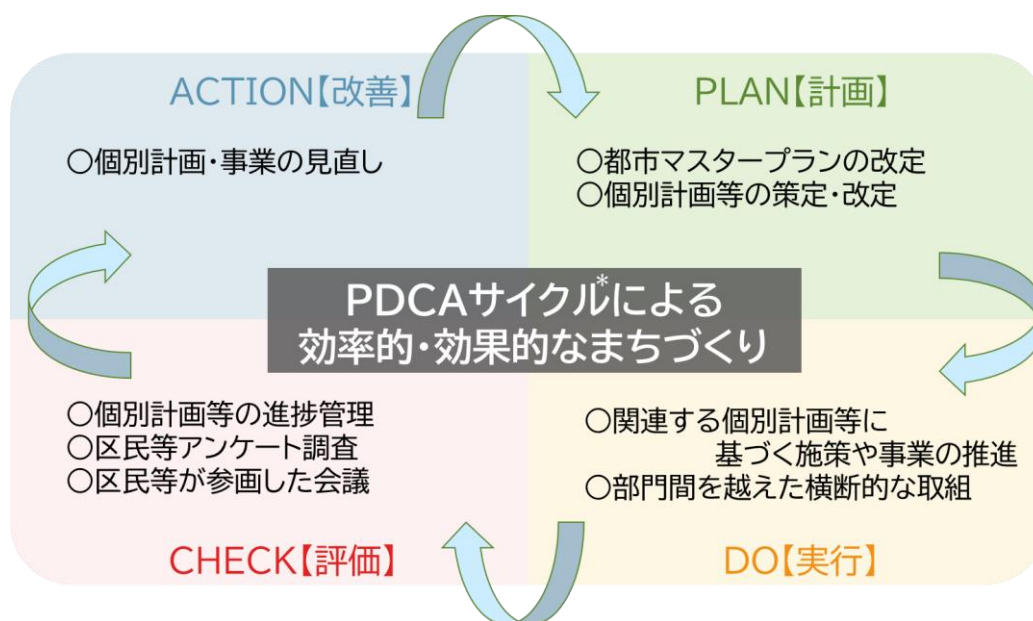 ACTION【改善】
○個別計画・事業の見直し
PLAN【計画】
○都市マスタープランの改定
○個別計画等の策定・改定
PDCAサイクル*による
効率的・効果的なまちづくり
○個別計画等の進捗管理
○区民等アンケート調査
○区民等が参画した会議
CHECK【評価】
○関連する個別計画等に
基づく施策や事業の推進
○部門間を越えた横断的な取組
DO【実行】